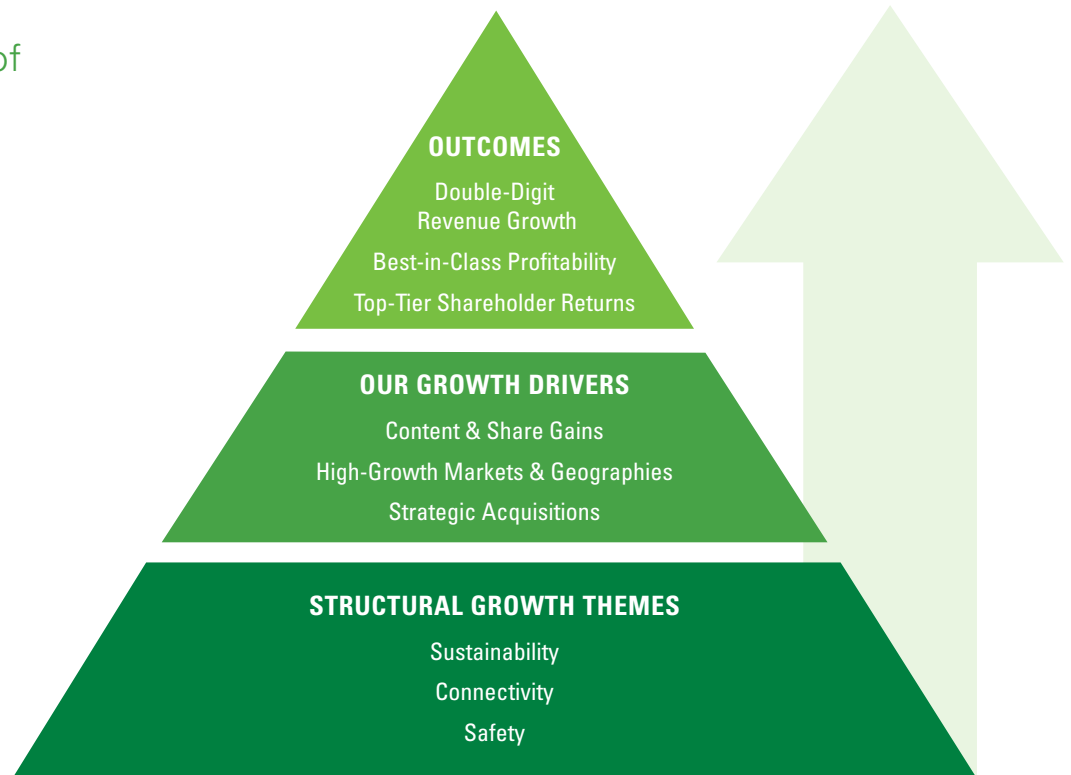 of
OUTCOMES
Double-Digit
Revenue Growth
Best-in-Class Profitability
Top-Tier Shareholder Returns
OUR GROWTH DRIVERS
Content & Share Gains
High-Growth Markets & Geographies
Strategic Acquisitions
STRUCTURAL GROWTH THEMES
Sustainability
Connectivity
Safety